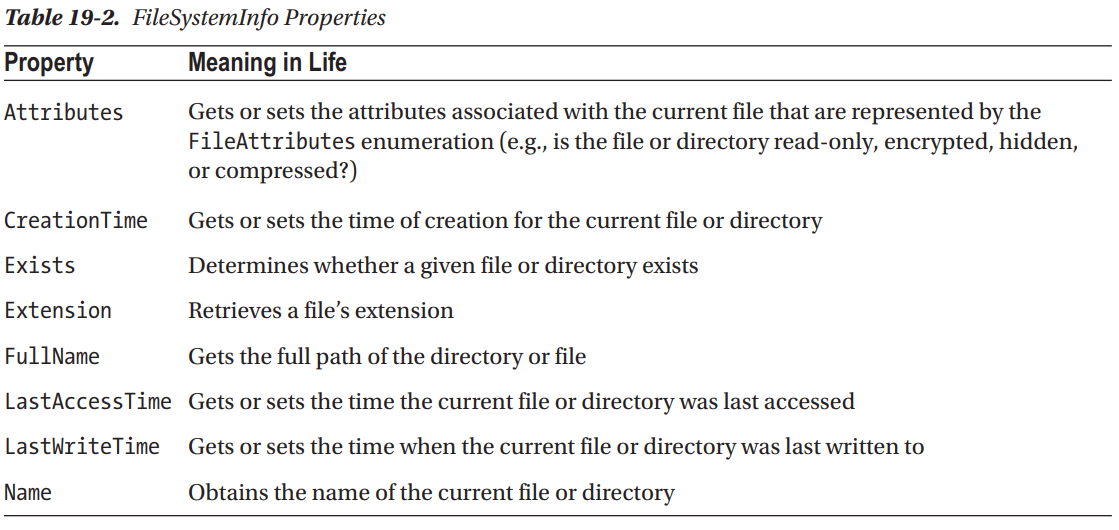 Table 19-2. FileSystemInfo Properties
Property Meaning in Life
Attributes Gets or sets the attributes associated with the current file that are represented by the
FileAttributes enumeration (e.g., is the file or directory read-only, encrypted, hidden,
or compressed?)
CreationTime Gets or sets the time of creation for the current file or directory
Exists Determines whether a given file or directory exists
Extension Retrieves a file’s extension
FullName Gets the full path of the directory or file
LastAccessTime Gets or sets the time the current file or directory was last accessed
LastWriteTime Gets or sets the time when the current file or directory was last written to
Name Obtains the name of the current file or directory